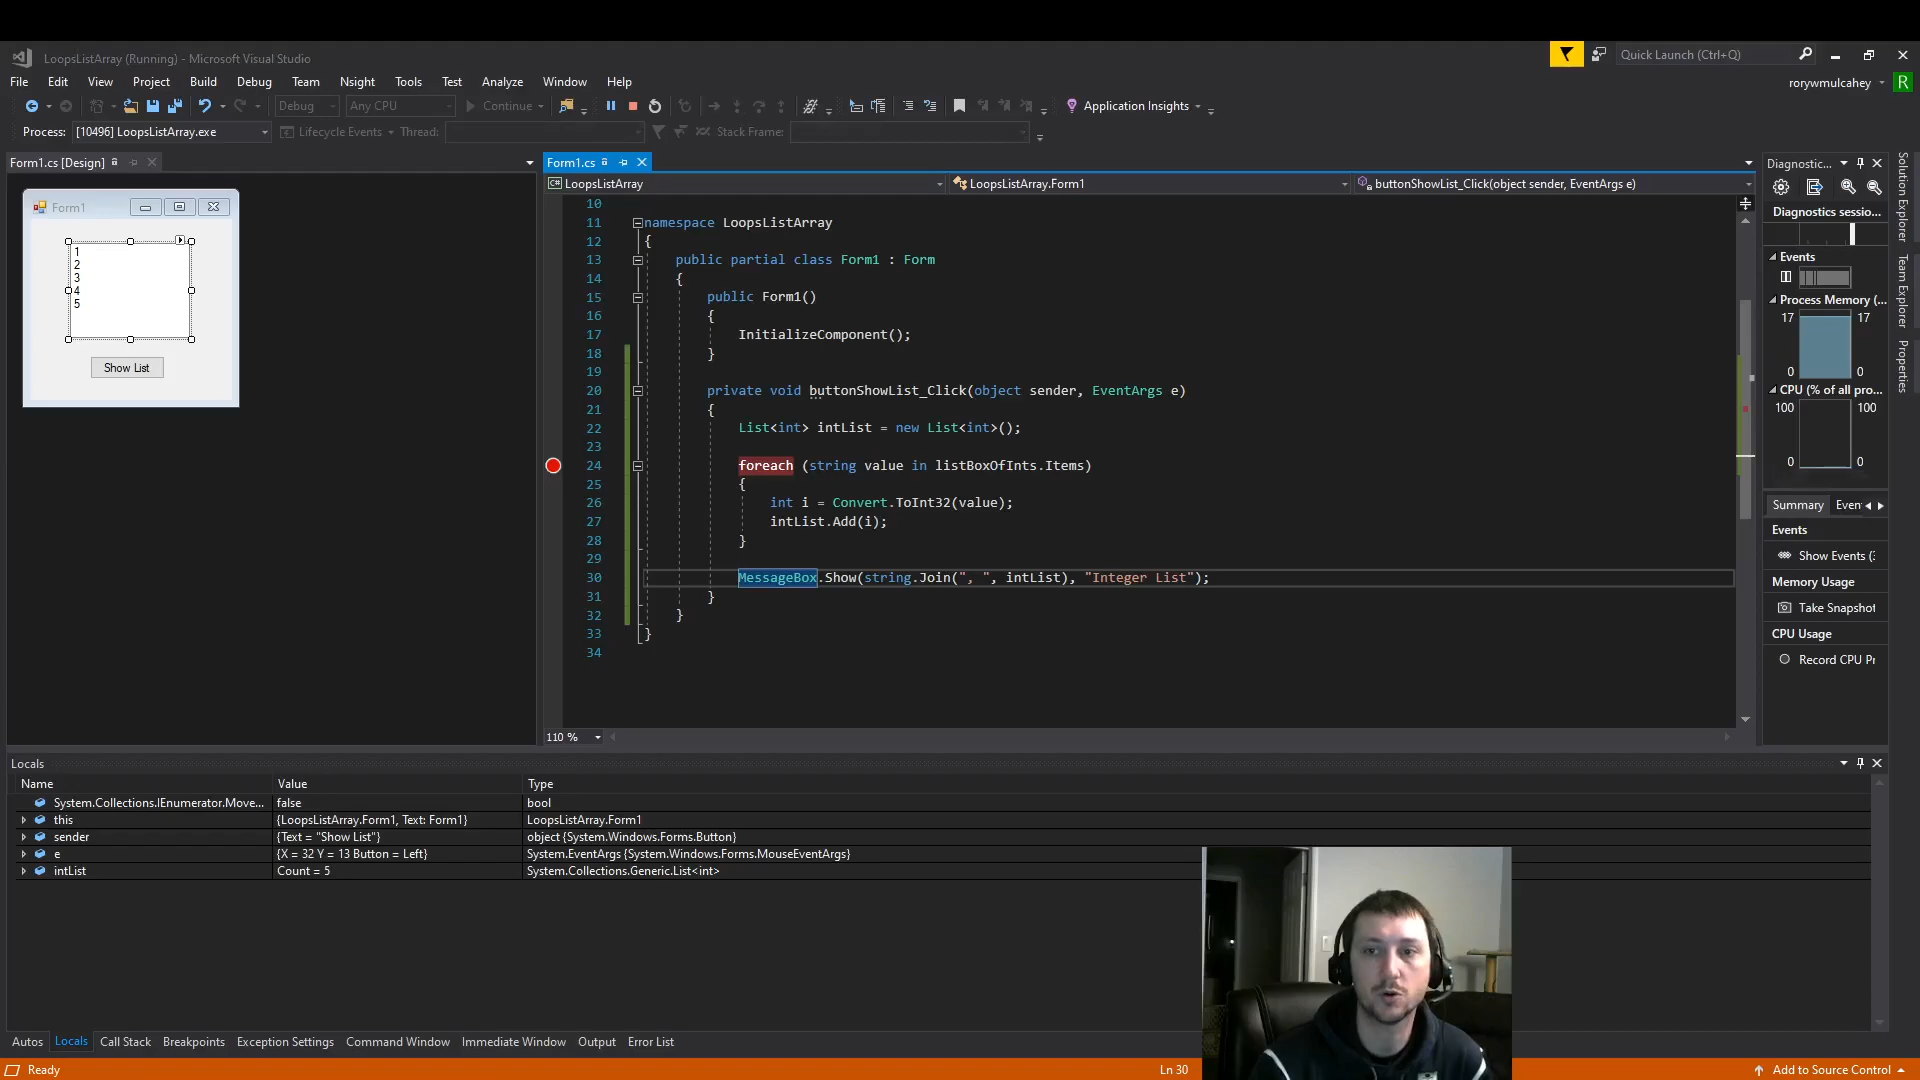 LoopsListArray (Running) - Microsoft Visual Studio
Quick Launch (Ctrl+Q)
File Edit View Project Build Debug Team Nsight Tools Test Analyze Window Help
rorywmulcahey R
Debug Any CPU Continue Application Insights
Process: [10496] LoopsListArray.exe Lifecycle Events Thread: Stack Frame:
Form1.cs [Design]
Form1.cs
Diagnostic...
LoopsListArray
LoopsListArray.Form1
buttonShowList_Click(object sender, EventArgs e)
Form1
1
2
3
4
5
Show List
10
11 namespace LoopsListArray
12 {
13 public partial class Form1 : Form
14 {
15 public Form1()
16 {
17 InitializeComponent();
18 }
19
20 private void buttonShowList_Click(object sender, EventArgs e)
21 {
22 List<int> intList = new List<int>();
23
24 foreach (string value in listBoxOfInts.Items)
25 {
26 int i = Convert.ToInt32(value);
27 intList.Add(i);
28 }
29
30 MessageBox.Show(string.Join(", ", intList), "Integer List");
31 }
32 }
33 }
34
110 %
Diagnostics sessio...
Events
Process Memory (...
17 17
0 0
CPU (% of all pro...
100 100
0 0
Summary Even
Events
Show Events (3
Memory Usage
Take Snapshot
CPU Usage
Record CPU Pr
Solution Explorer
Team Explorer
Properties
Locals
Name Value Type
System.Collections.IEnumerator.Move... false bool
this {LoopsListArray.Form1, Text: Form1} LoopsListArray.Form1
sender {Text = "Show List"} object {System.Windows.Forms.Button}
e {X = 32 Y = 13 Button = Left} System.EventArgs {System.Windows.Forms.MouseEventArgs}
intList Count = 5 System.Collections.Generic.List<int>
Autos Locals Call Stack Breakpoints Exception Settings Command Window Immediate Window Output Error List
Ready Ln 30 Add to Source Control